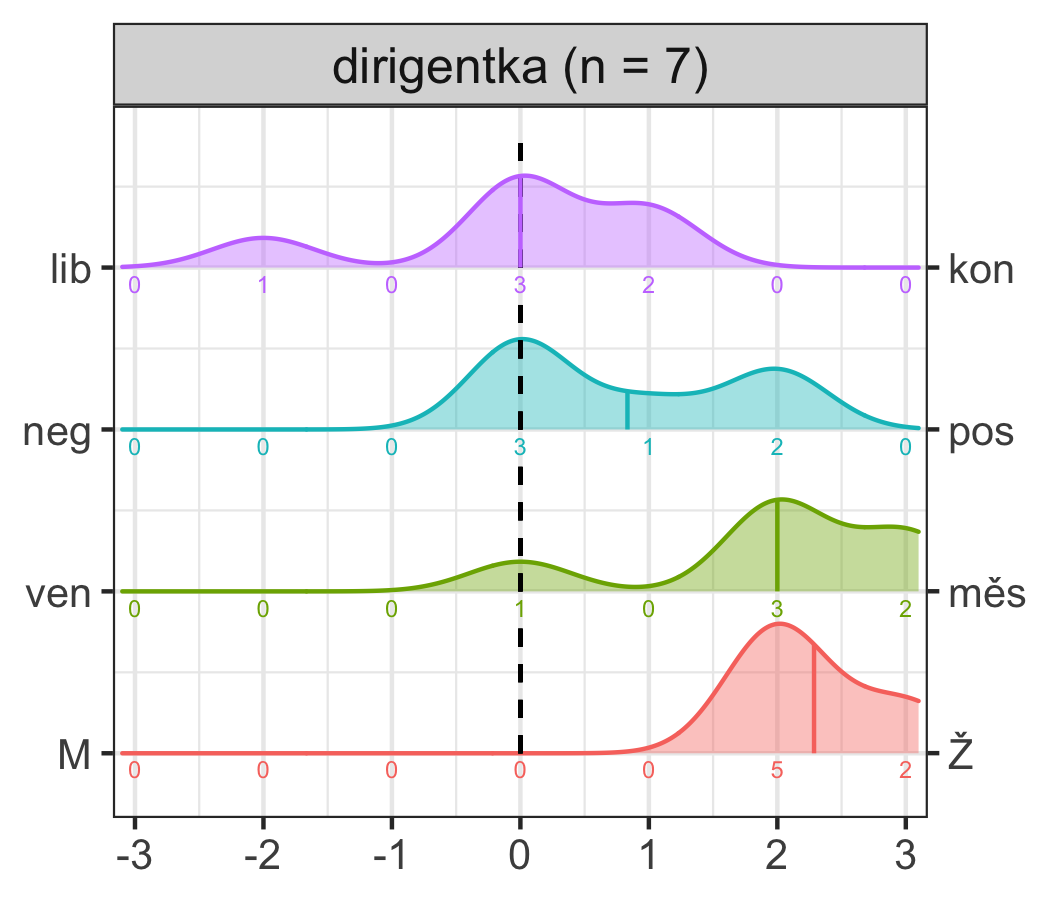 dirigentka (n = 7)
lib kon
0 1 0 3 2 0 0
neg pos
0 0 0 3 1 2 0
ven měs
0 0 0 1 0 3 2
M Ž
0 0 0 0 0 5 2
-3 -2 -1 0 1 2 3